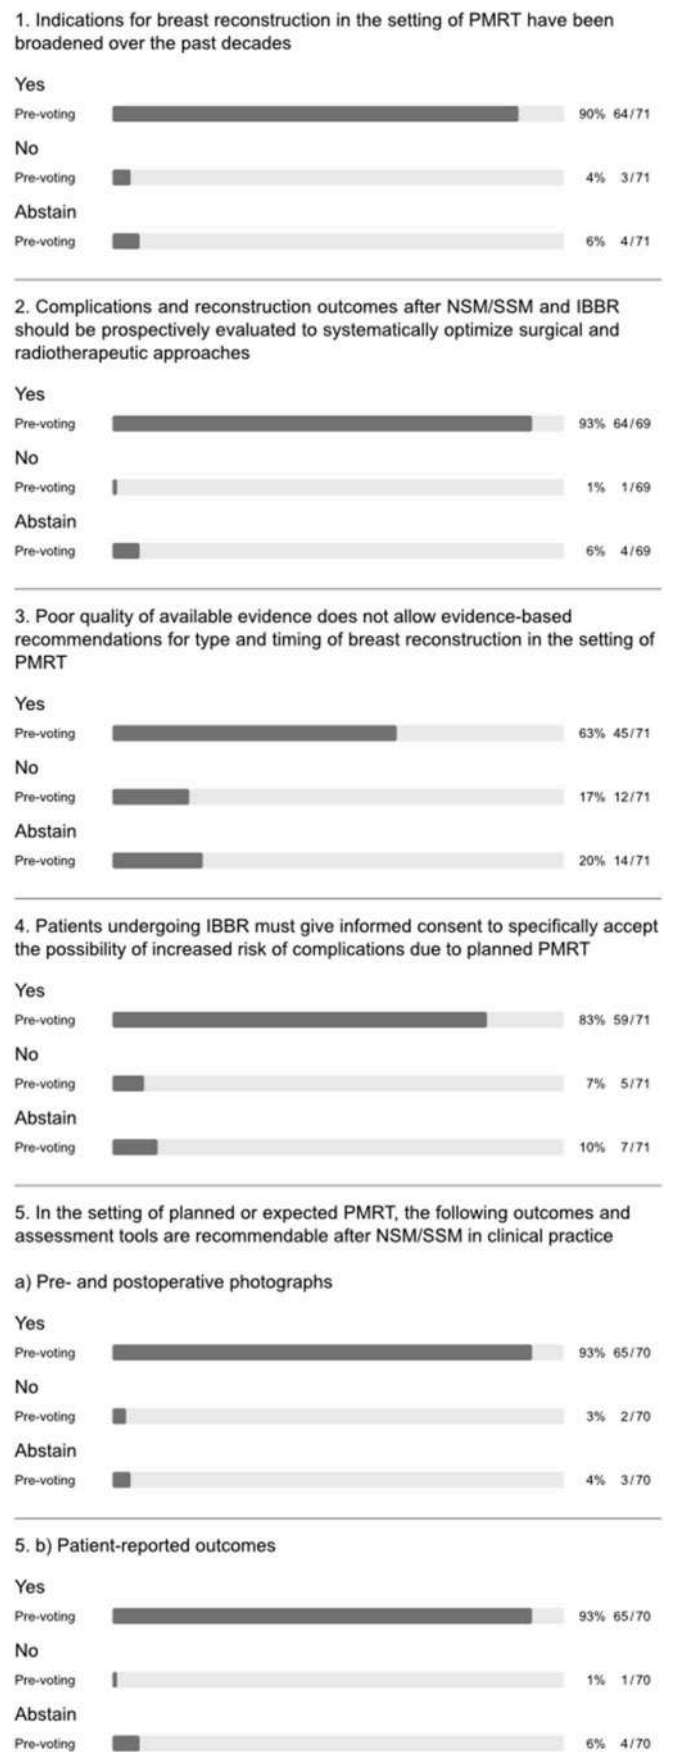 1. Indications for breast reconstruction in the setting of PMRT have been
broadened over the past decades
Yes
Pre-voting 90% 64/71
No
Pre-voting 4% 3/71
Abstain
Pre-voting 6% 4/71
2. Complications and reconstruction outcomes after NSM/SSM and IBBR
should be prospectively evaluated to systematically optimize surgical and
radiotherapeutic approaches
Yes
Pre-voting 93% 64/69
No
Pre-voting 1% 1/69
Abstain
Pre-voting 6% 4/69
3. Poor quality of available evidence does not allow evidence-based
recommendations for type and timing of breast reconstruction in the setting of
PMRT
Yes
Pre-voting 63% 45/71
No
Pre-voting 17% 12/71
Abstain
Pre-voting 20% 14/71
4. Patients undergoing IBBR must give informed consent to specifically accept
the possibility of increased risk of complications due to planned PMRT
Yes
Pre-voting 83% 59/71
No
Pre-voting 7% 5/71
Abstain
Pre-voting 10% 7/71
5. In the setting of planned or expected PMRT, the following outcomes and
assessment tools are recommendable after NSM/SSM in clinical practice
a) Pre- and postoperative photographs
Yes
Pre-voting 93% 65/70
No
Pre-voting 3% 2/70
Abstain
Pre-voting 4% 3/70
5. b) Patient-reported outcomes
Yes
Pre-voting 93% 65/70
No
Pre-voting 1% 1/70
Abstain
Pre-voting 6% 4/70